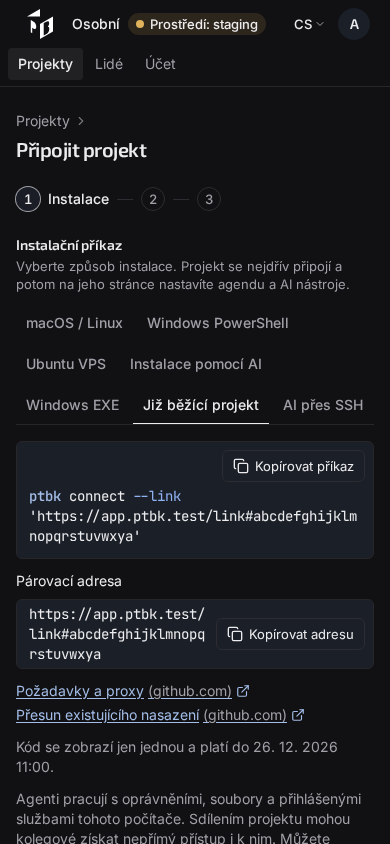 Osobní
Prostředí: staging
CS
A
Projekty
Lidé
Účet
Projekty
Připojit projekt
1 Instalace
2
3
Instalační příkaz
Vyberte způsob instalace. Projekt se nejdřív připojí a
potom na jeho stránce nastavíte agendu a AI nástroje.
macOS / Linux
Windows PowerShell
Ubuntu VPS
Instalace pomocí AI
Windows EXE
Již běžící projekt
AI přes SSH
Kopírovat příkaz
ptbk connect --link
'https://app.ptbk.test/link#abcdefghijklm
nopqrstuvwxya'
Párovací adresa
https://app.ptbk.test/
link#abcdefghijklmnopq
rstuvwxya
Kopírovat adresu
Požadavky a proxy (github.com)
Přesun existujícího nasazení (github.com)
Kód se zobrazí jen jednou a platí do 26. 12. 2026
11:00.
Agenti pracují s oprávněními, soubory a přihlášenými
službami tohoto počítače. Sdílením projektu mohou
kolegové získat nepřímý přístup i k nim. Můžete